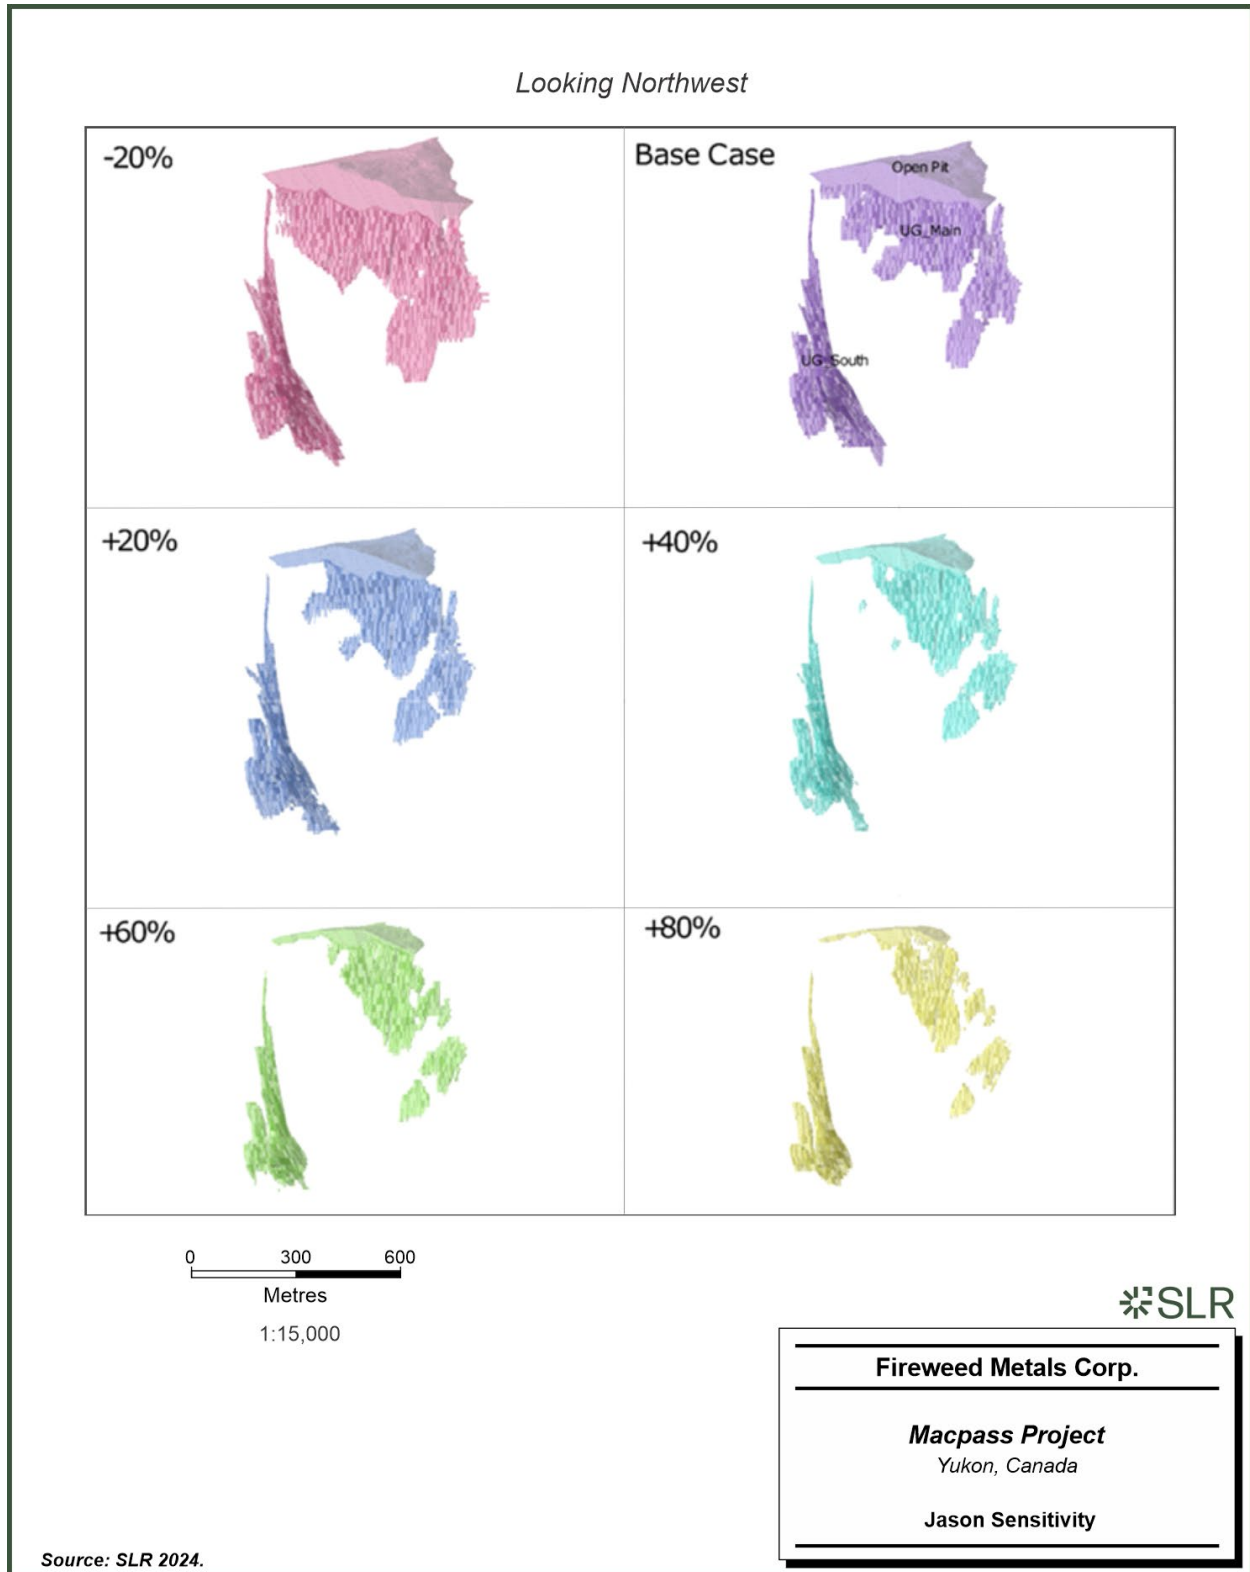 Looking Northwest
-20%
Base Case
Open Pit
UG_Main
UG_South
+20%
+40%
+60%
+80%
0 300 600
Metres
1:15,000
SLR
Fireweed Metals Corp.
Macpass Project
Yukon, Canada
Jason Sensitivity
Source: SLR 2024.